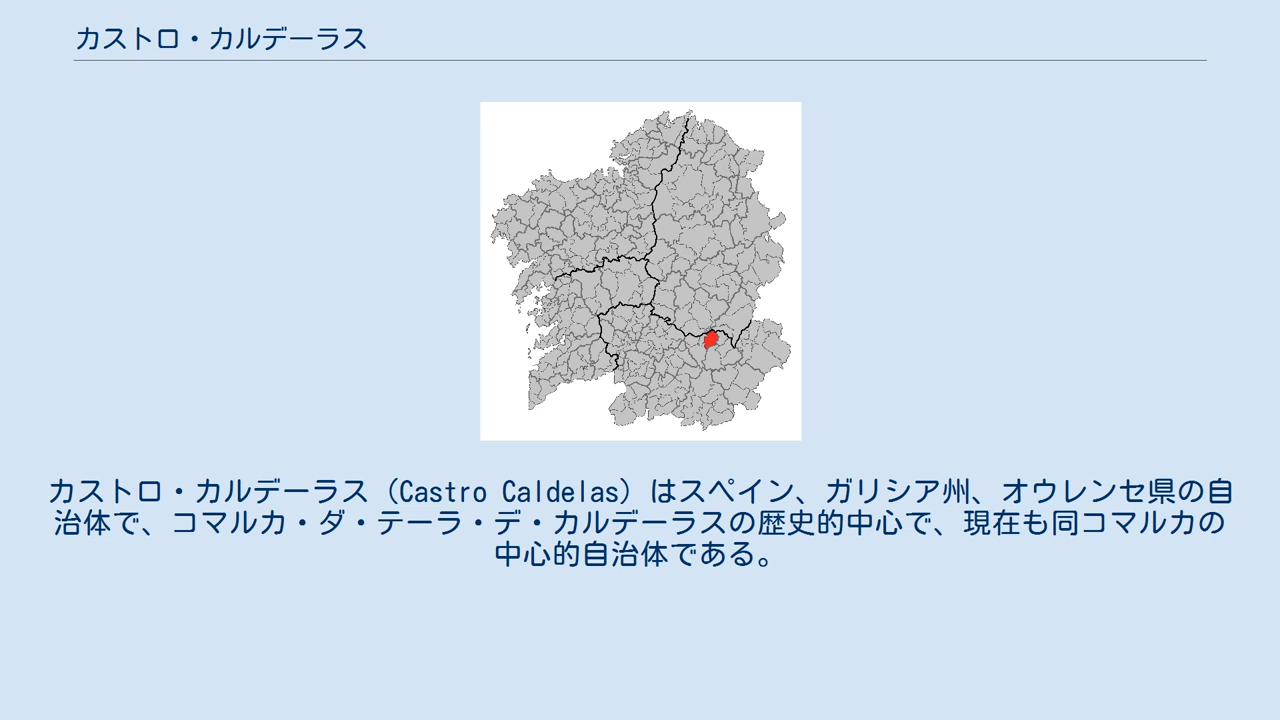 カストロ・カルデーラス
カストロ・カルデーラス（Castro Caldelas）はスペイン、ガリシア州、オウレンセ県の自
治体で、コマルカ・ダ・テーラ・デ・カルデーラスの歴史的中心で、現在も同コマルカの
中心的自治体である。